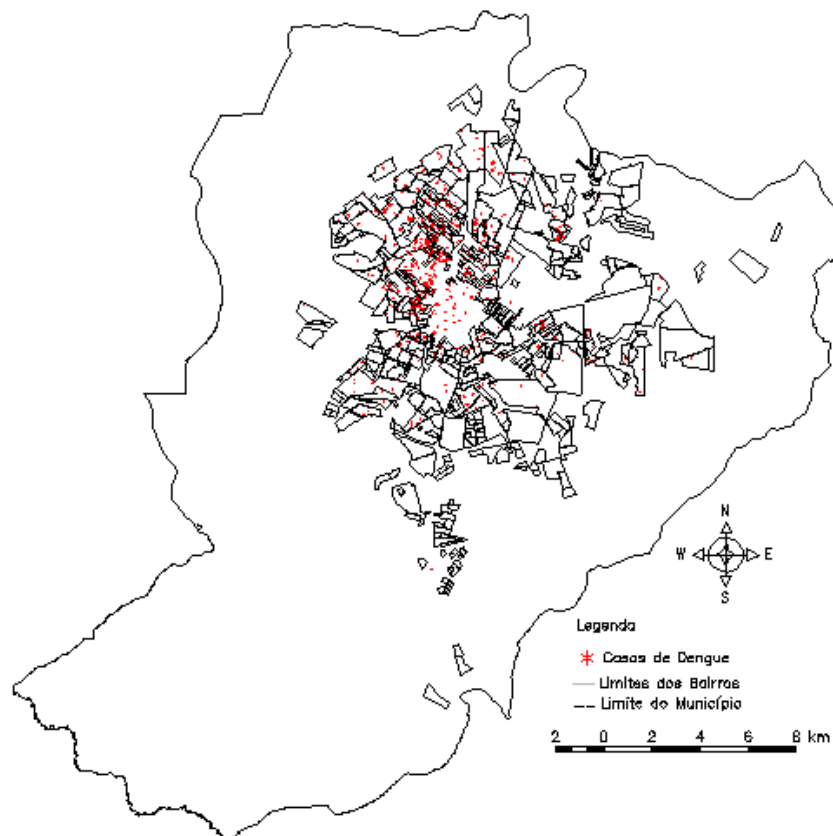 N
W E
S
Legenda
Casos de Dengue
Limites dos Bairros
Limite do Município
2 0 2 4 6 8 km